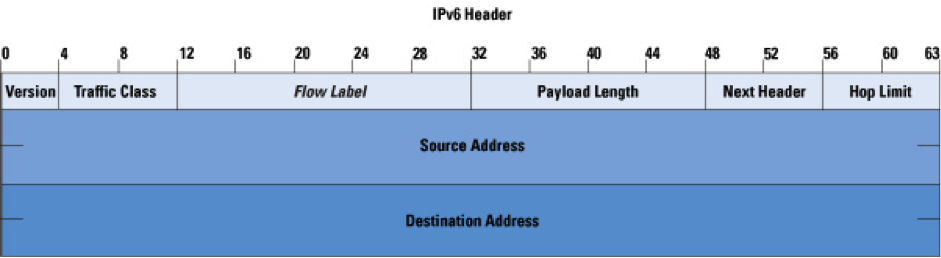 IPv6 Header
0 4 8 12 16 20 24 28 32 36 40 44 48 52 56 60 63
Version Traffic Class Flow Label Payload Length Next Header Hop Limit
Source Address
Destination Address